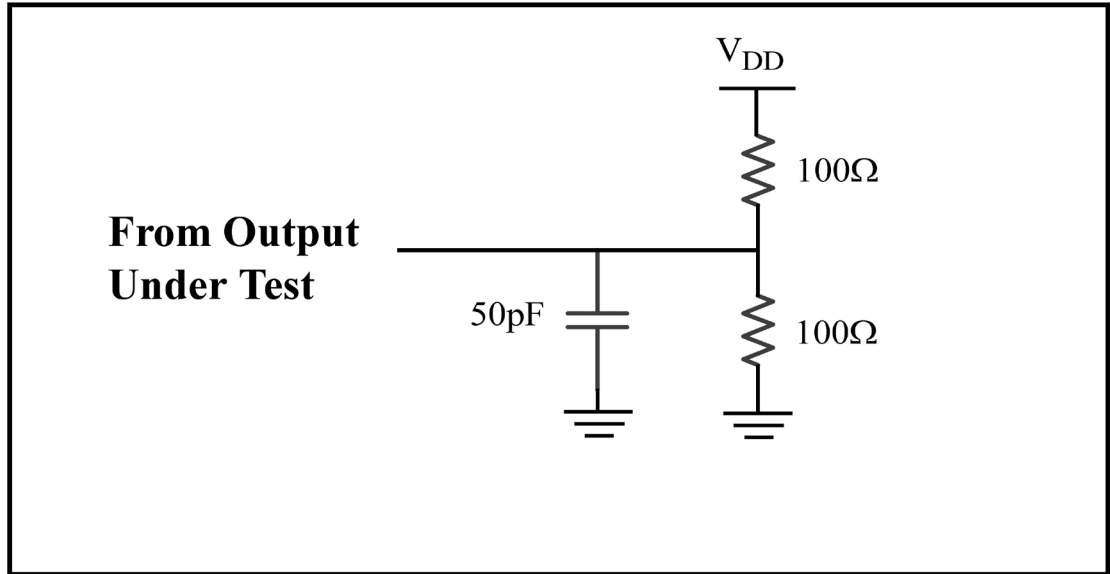 V_DD
100Ω
From Output
Under Test
50pF
100Ω